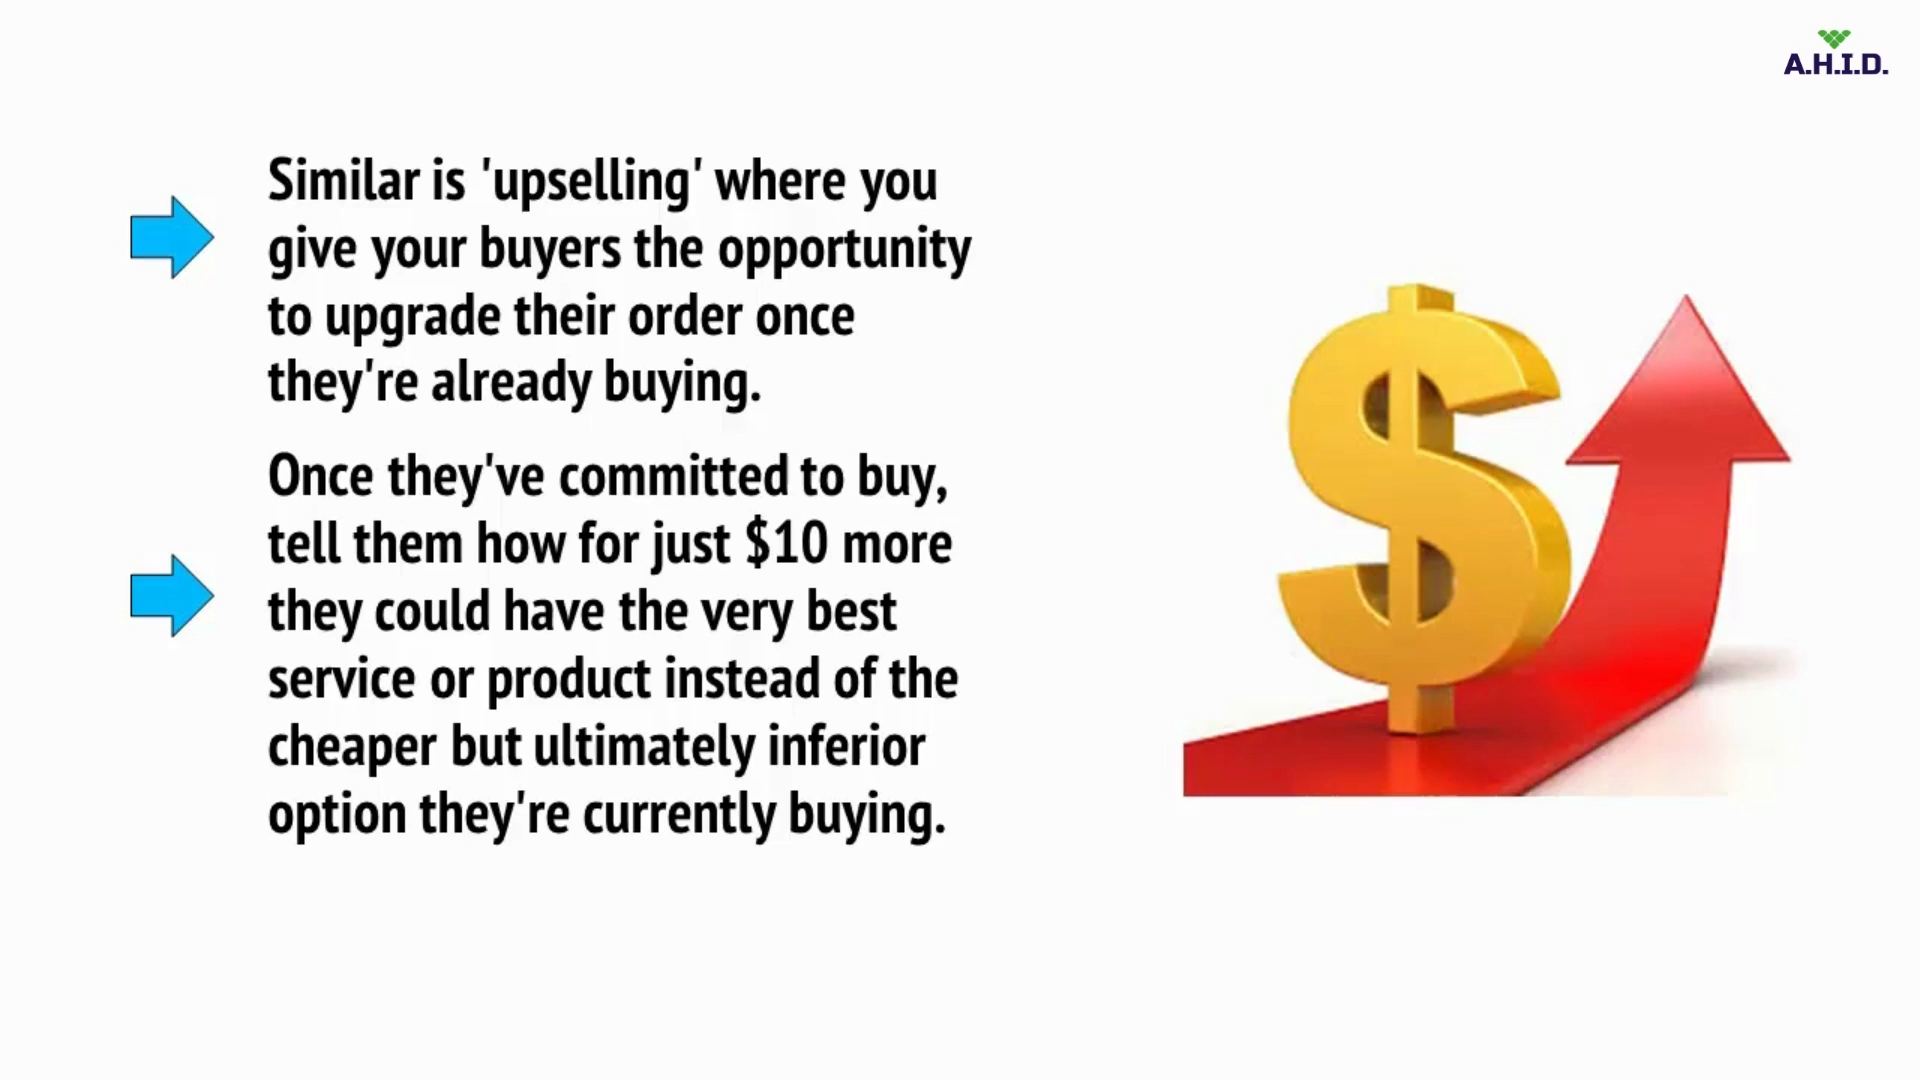 A.H.I.D.
Similar is 'upselling' where you
give your buyers the opportunity
to upgrade their order once
they're already buying.
Once they've committed to buy,
tell them how for just $10 more
they could have the very best
service or product instead of the
cheaper but ultimately inferior
option they're currently buying.